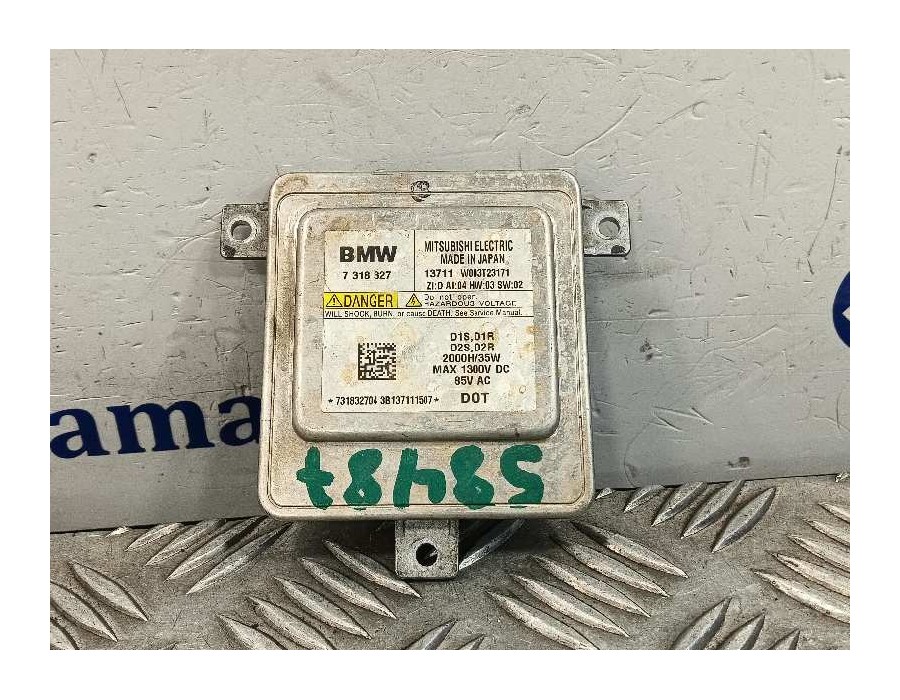 BMW
7 318 327
MITSUBISHI ELECTRIC
MADE IN JAPAN
13711 W003T23171
ZI:D AI:04 HW:03 SW:02
DANGER
Do not open.
HAZARDOUS VOLTAGE
WILL SHOCK, BURN, or cause DEATH. See Service Manual.
D1S,D1R
D2S,D2R
2000H/35W
MAX 1300V DC
85V AC
*731832704 3B137111507*
DOT
58487
ama